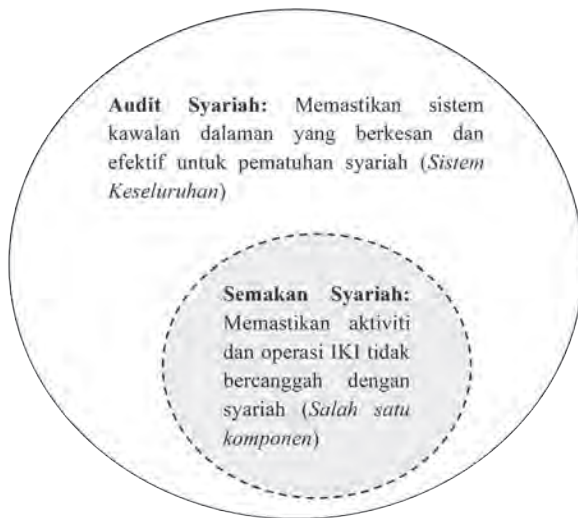 Audit Syariah: Memastikan sistem
kawalan dalaman yang berkesan dan
efektif untuk pematuhan syariah (Sistem
Keseluruhan)
Semakan Syariah:
Memastikan aktiviti
dan operasi IKI tidak
bercanggah dengan
syariah (Salah satu
komponen)